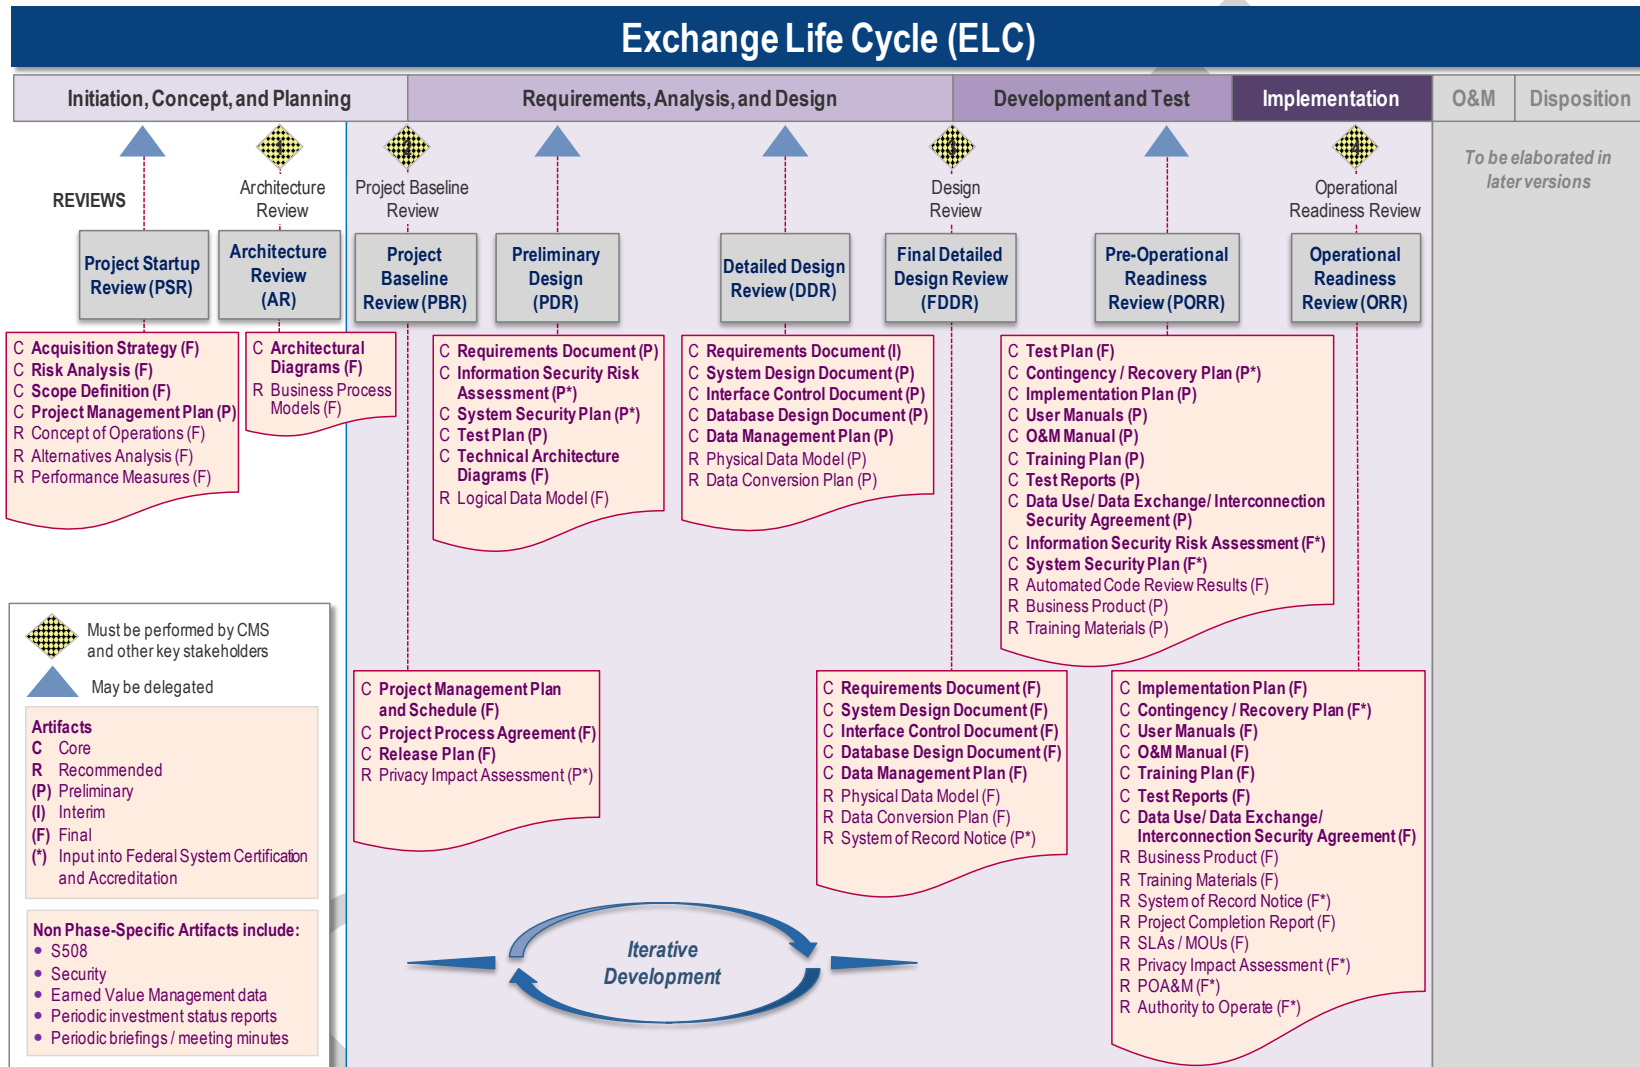 Exchange Life Cycle (ELC)
Initiation, Concept, and Planning
Requirements, Analysis, and Design
Development and Test
Implementation
O&M
Disposition
To be elaborated in
later versions
REVIEWS
1
Architecture
Review
2
Project Baseline
Review
3
Design
Review
4
Operational
Readiness Review
Project Startup
Review (PSR)
Architecture
Review
(AR)
Project
Baseline
Review (PBR)
Preliminary
Design
(PDR)
Detailed Design
Review (DDR)
Final Detailed
Design Review
(FDDR)
Pre-Operational
Readiness
Review (PORR)
Operational
Readiness
Review (ORR)
C Acquisition Strategy (F)
C Risk Analysis (F)
C Scope Definition (F)
C Project Management Plan (P)
R Concept of Operations (F)
R Alternatives Analysis (F)
R Performance Measures (F)
C Architectural
Diagrams (F)
R Business Process
Models (F)
C Requirements Document (P)
C Information Security Risk
Assessment (P*)
C System Security Plan (P*)
C Test Plan (P)
C Technical Architecture
Diagrams (F)
R Logical Data Model (F)
C Requirements Document (I)
C System Design Document (P)
C Interface Control Document (P)
C Database Design Document (P)
C Data Management Plan (P)
R Physical Data Model (P)
R Data Conversion Plan (P)
C Test Plan (F)
C Contingency / Recovery Plan (P*)
C Implementation Plan (P)
C User Manuals (P)
C O&M Manual (P)
C Training Plan (P)
C Test Reports (P)
C Data Use/ Data Exchange/ Interconnection
Security Agreement (P)
C Information Security Risk Assessment (F*)
C System Security Plan (F*)
R Automated Code Review Results (F)
R Business Product (P)
R Training Materials (P)
C Project Management Plan
and Schedule (F)
C Project Process Agreement (F)
C Release Plan (F)
R Privacy Impact Assessment (P*)
C Requirements Document (F)
C System Design Document (F)
C Interface Control Document (F)
C Database Design Document (F)
C Data Management Plan (F)
R Physical Data Model (F)
R Data Conversion Plan (F)
R System of Record Notice (P*)
C Implementation Plan (F)
C Contingency / Recovery Plan (F*)
C User Manuals (F)
C O&M Manual (F)
C Training Plan (F)
C Test Reports (F)
C Data Use/ Data Exchange/
Interconnection Security Agreement (F)
R Business Product (F)
R Training Materials (F)
R System of Record Notice (F*)
R Project Completion Report (F)
R SLAs / MOUs (F)
R Privacy Impact Assessment (F*)
R POA&M (F*)
R Authority to Operate (F*)
Iterative
Development
Must be performed by CMS
and other key stakeholders
May be delegated
Artifacts
C Core
R Recommended
(P) Preliminary
(I) Interim
(F) Final
(*) Input into Federal System Certification
and Accreditation
Non Phase-Specific Artifacts include:
• S508
• Security
• Earned Value Management data
• Periodic investment status reports
• Periodic briefings / meeting minutes